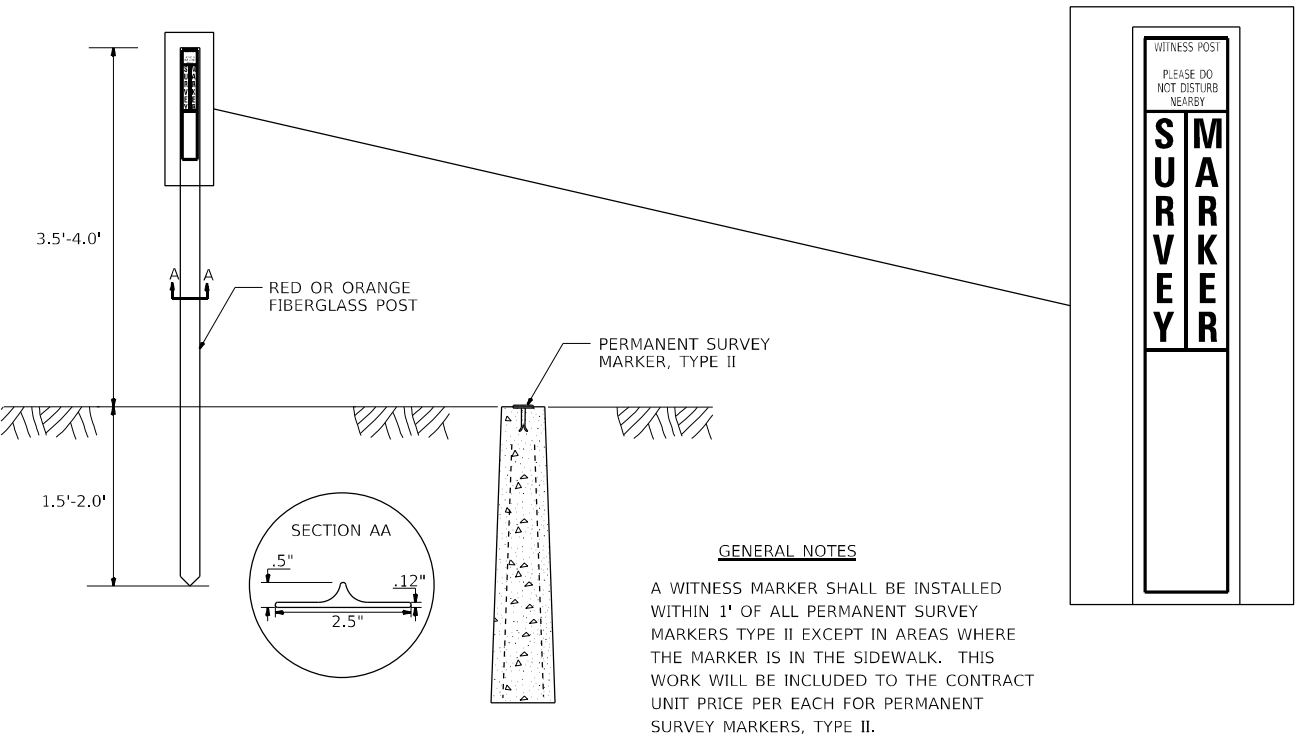 WITNESS POST
PLEASE DO
NOT DISTURB
NEARBY
SURVEY
MARKER
3.5'-4.0'
A A
RED OR ORANGE
FIBERGLASS POST
PERMANENT SURVEY
MARKER, TYPE II
1.5'-2.0'
SECTION AA
.5"
.12"
2.5"
GENERAL NOTES
A WITNESS MARKER SHALL BE INSTALLED
WITHIN 1' OF ALL PERMANENT SURVEY
MARKERS TYPE II EXCEPT IN AREAS WHERE
THE MARKER IS IN THE SIDEWALK. THIS
WORK WILL BE INCLUDED TO THE CONTRACT
UNIT PRICE PER EACH FOR PERMANENT
SURVEY MARKERS, TYPE II.